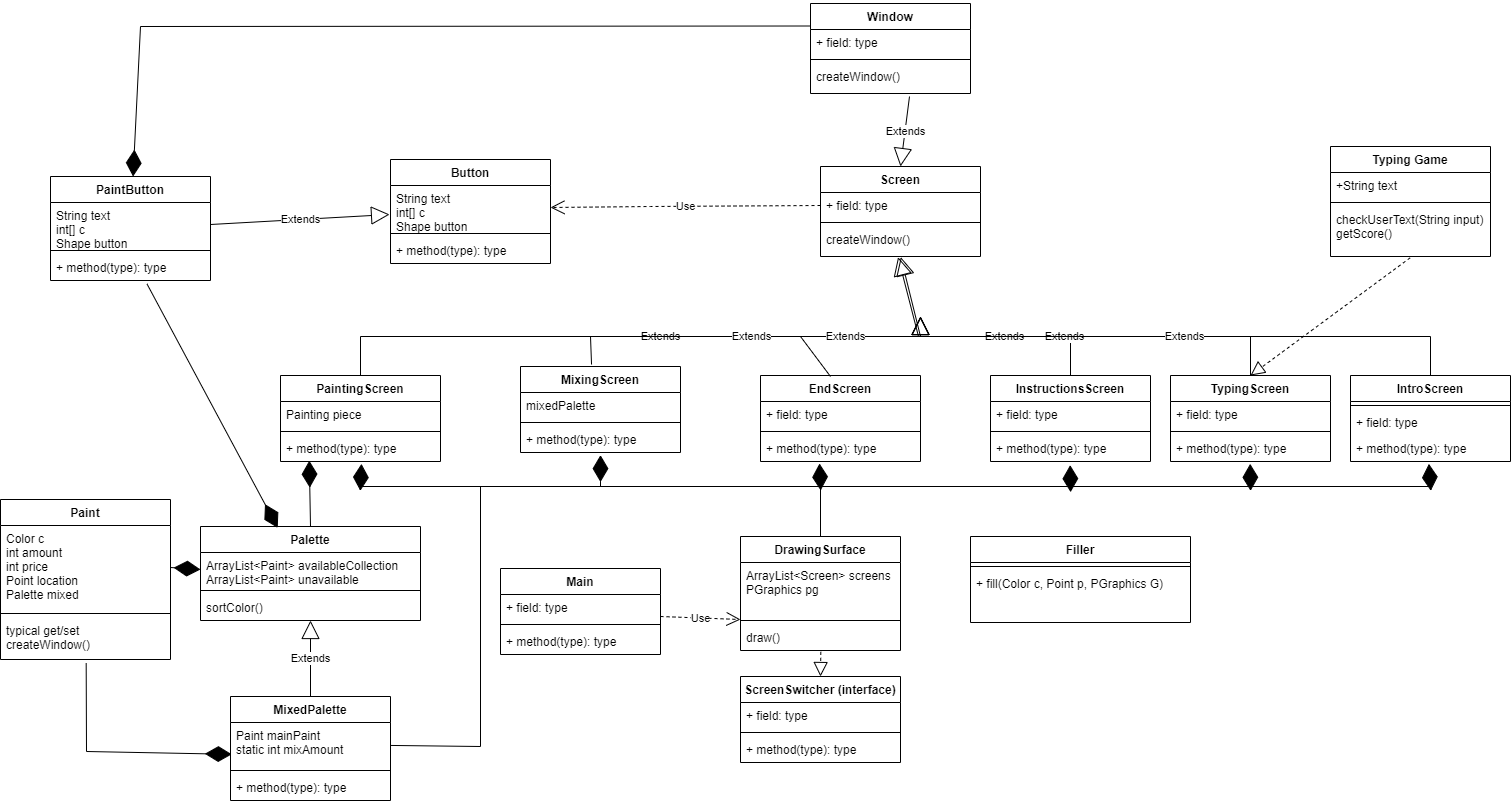 Window
+ field: type
createWindow()
Extends
PaintButton
String text
int[] c
Shape button
+ method(type): type
Extends
Button
String text
int[] c
Shape button
+ method(type): type
Use
Screen
+ field: type
createWindow()
Typing Game
+String text
checkUserText(String input)
getScore()
Extends
Extends
Extends
Extends
Extends
Extends
PaintingScreen
Painting piece
+ method(type): type
MixingScreen
mixedPalette
+ method(type): type
EndScreen
+ field: type
+ method(type): type
InstructionsScreen
+ field: type
+ method(type): type
TypingScreen
+ field: type
+ method(type): type
IntroScreen
+ field: type
+ method(type): type
Paint
Color c
int amount
int price
Point location
Palette mixed
typical get/set
createWindow()
Palette
ArrayList<Paint> availableCollection
ArrayList<Paint> unavailable
sortColor()
Extends
MixedPalette
Paint mainPaint
static int mixAmount
+ method(type): type
Main
+ field: type
+ method(type): type
Use
DrawingSurface
ArrayList<Screen> screens
PGraphics pg
draw()
ScreenSwitcher (interface)
+ field: type
+ method(type): type
Filler
+ fill(Color c, Point p, PGraphics G)